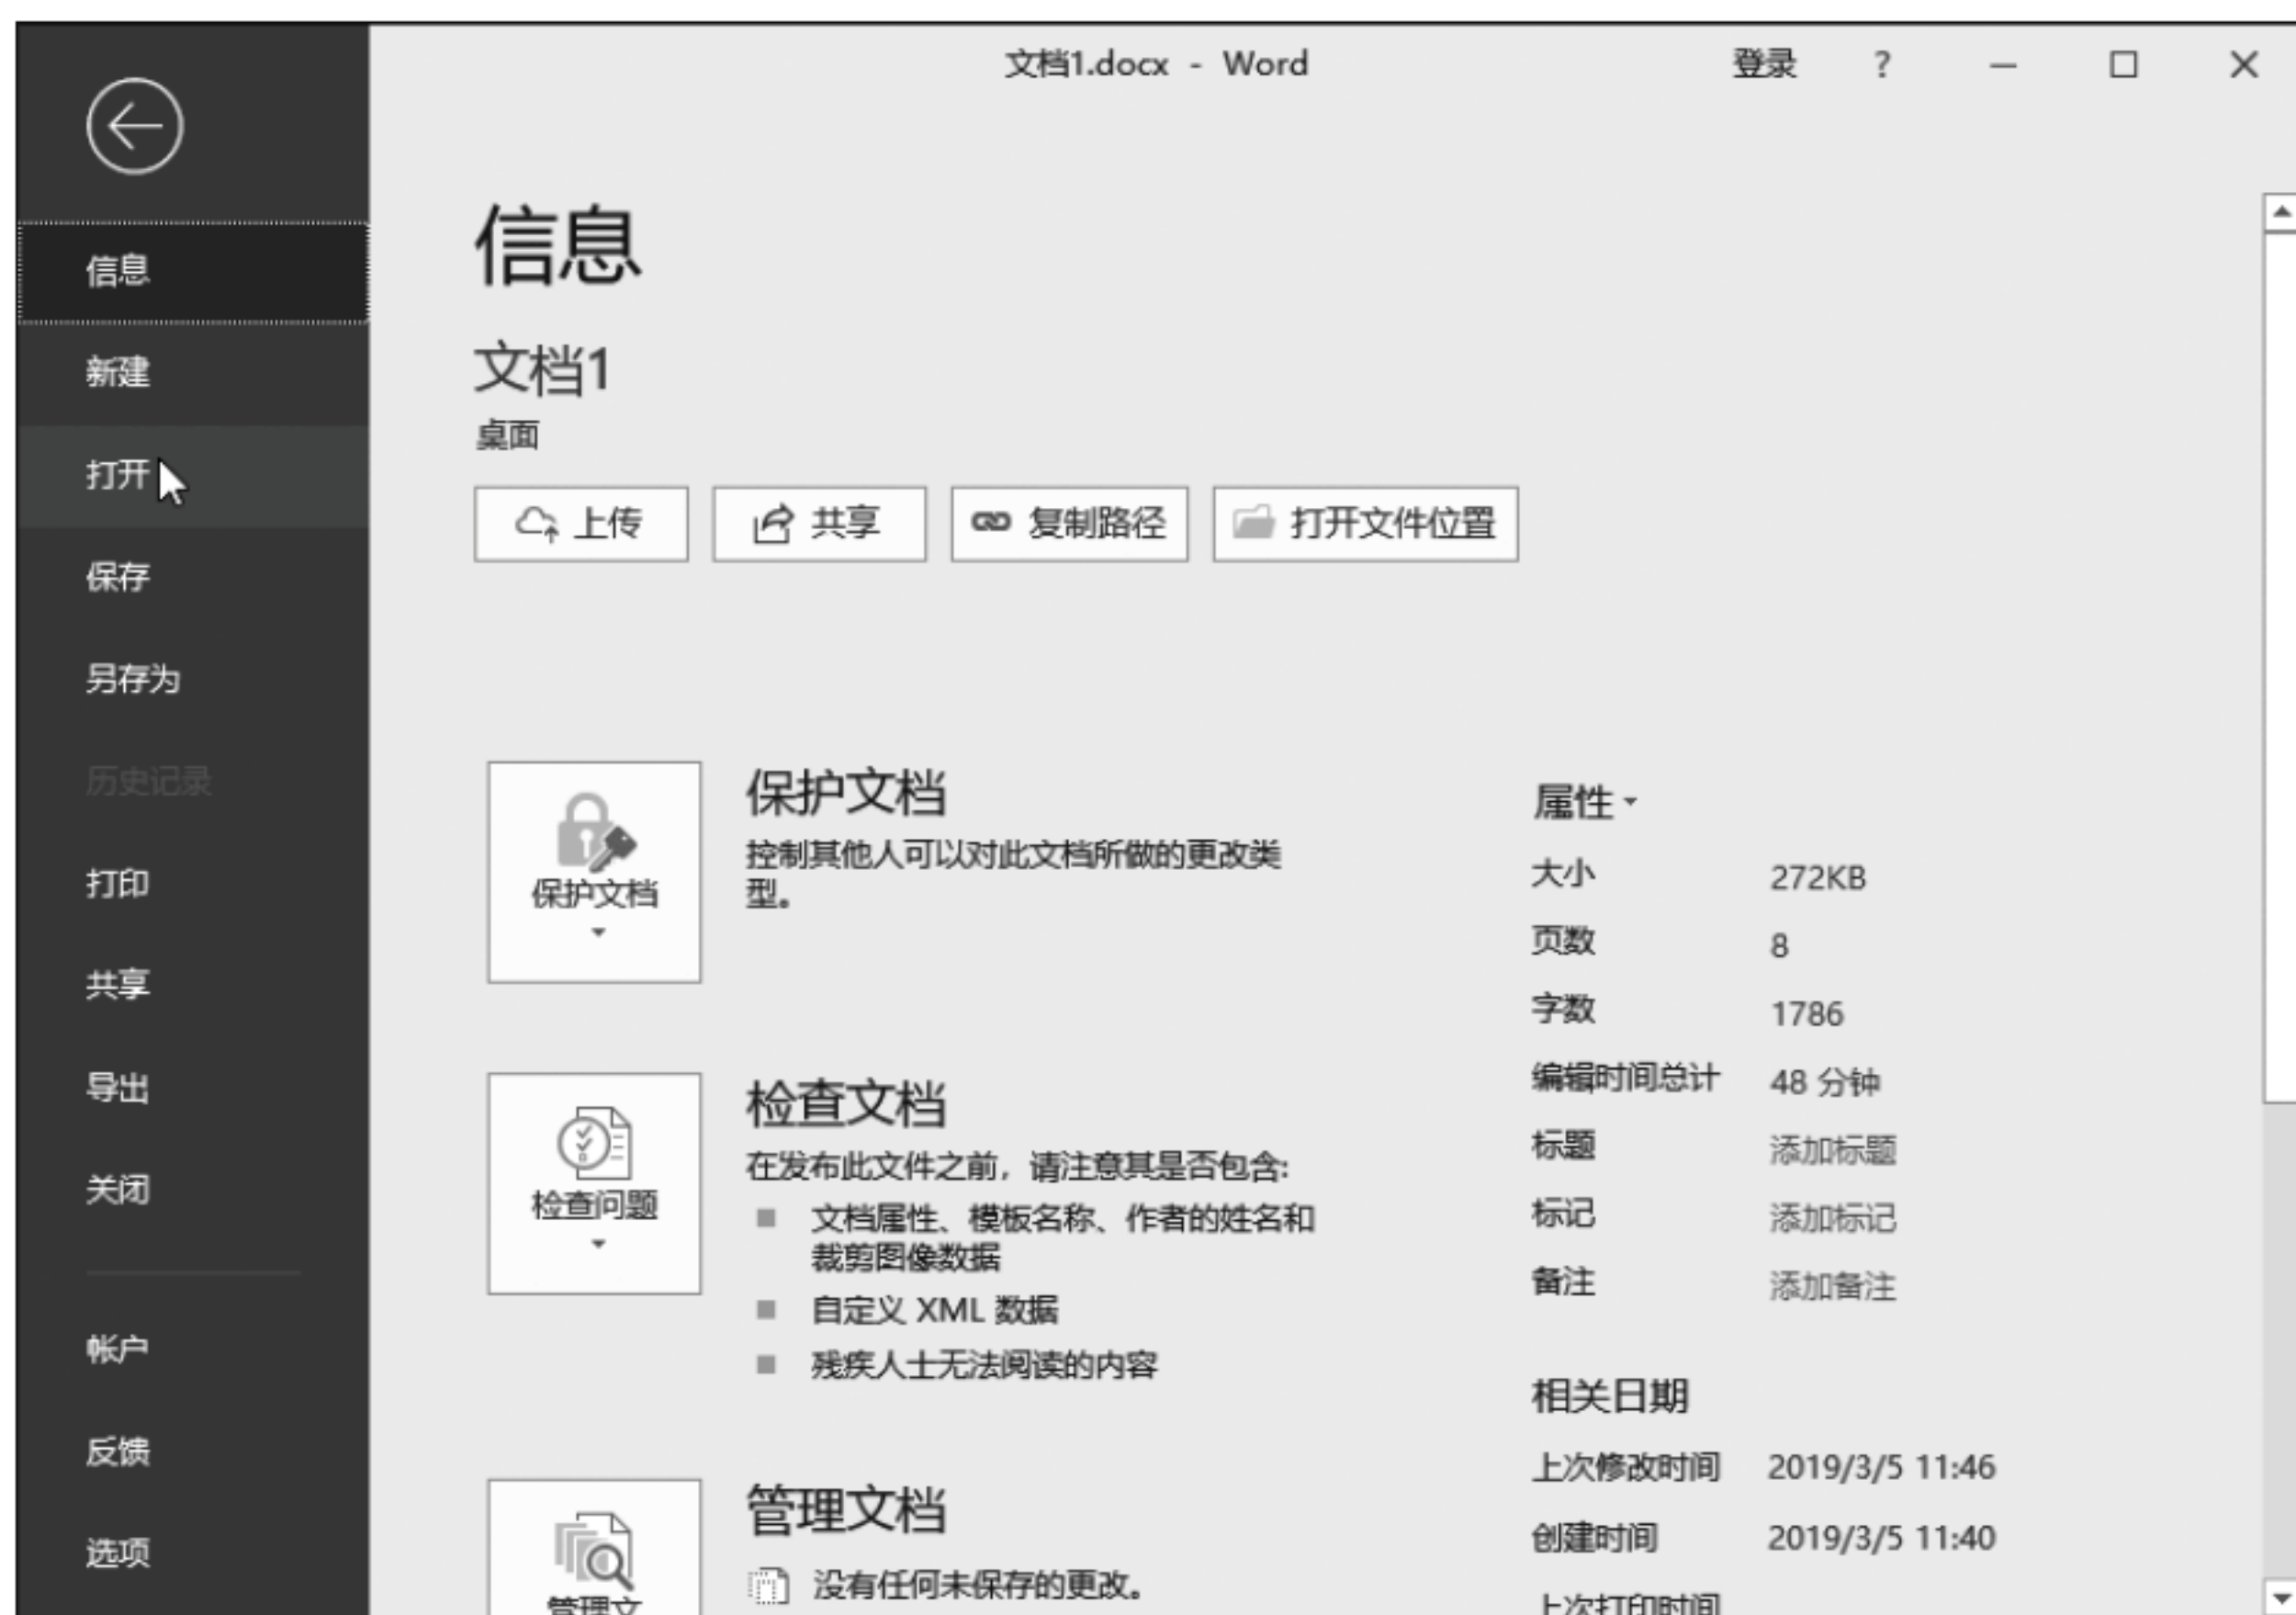 文档1.docx - Word
登录 ?
信息
新建
打开
保存
另存为
历史记录
打印
共享
导出
关闭
帐户
反馈
选项
信息
文档1
桌面
上传
共享
复制路径
打开文件位置
保护文档
保护文档
控制其他人可以对此文档所做的更改类
型。
检查问题
检查文档
在发布此文件之前，请注意其是否包含:
文档属性、模板名称、作者的姓名和
裁剪图像数据
自定义 XML 数据
残疾人士无法阅读的内容
管理文
管理文档
没有任何未保存的更改。
属性
大小 272KB
页数 8
字数 1786
编辑时间总计 48 分钟
标题 添加标题
标记 添加标记
备注 添加备注
相关日期
上次修改时间 2019/3/5 11:46
创建时间 2019/3/5 11:40
上次打印时间